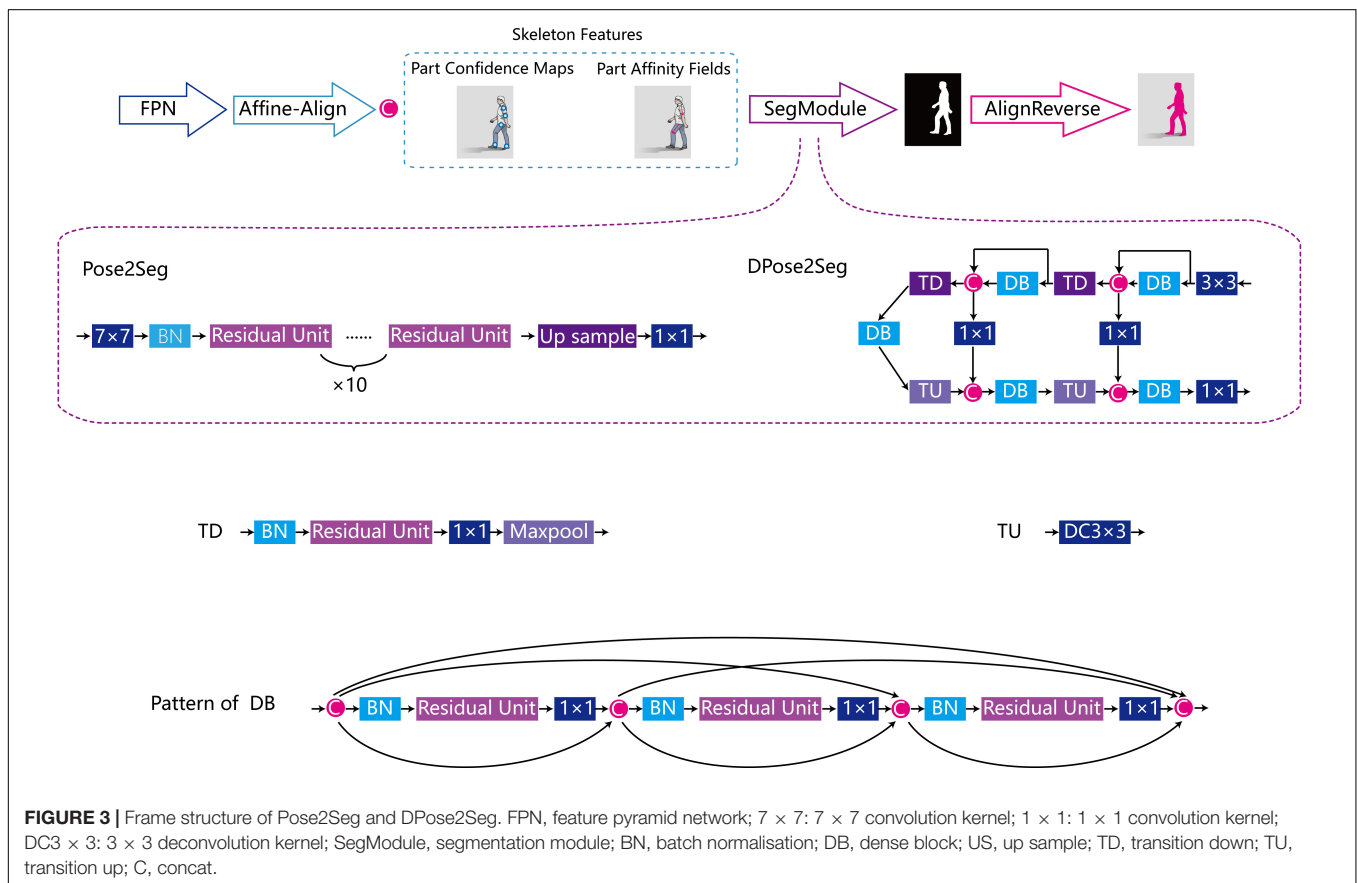 Skeleton Features
Part Confidence Maps
Part Affinity Fields
FPN
Affine-Align
C
SegModule
AlignReverse
Pose2Seg
7×7
BN
Residual Unit
......
Residual Unit
Up sample
1×1
×10
DPose2Seg
TD
C
DB
TD
C
DB
3×3
DB
1×1
1×1
TU
C
DB
TU
C
DB
1×1
TD
BN
Residual Unit
1×1
Maxpool
TU
DC3×3
Pattern of DB
C
BN
Residual Unit
1×1
C
BN
Residual Unit
1×1
C
BN
Residual Unit
1×1
C
FIGURE 3 | Frame structure of Pose2Seg and DPose2Seg. FPN, feature pyramid network; 7 × 7: 7 × 7 convolution kernel; 1 × 1: 1 × 1 convolution kernel;
DC3 × 3: 3 × 3 deconvolution kernel; SegModule, segmentation module; BN, batch normalisation; DB, dense block; US, up sample; TD, transition down; TU,
transition up; C, concat.